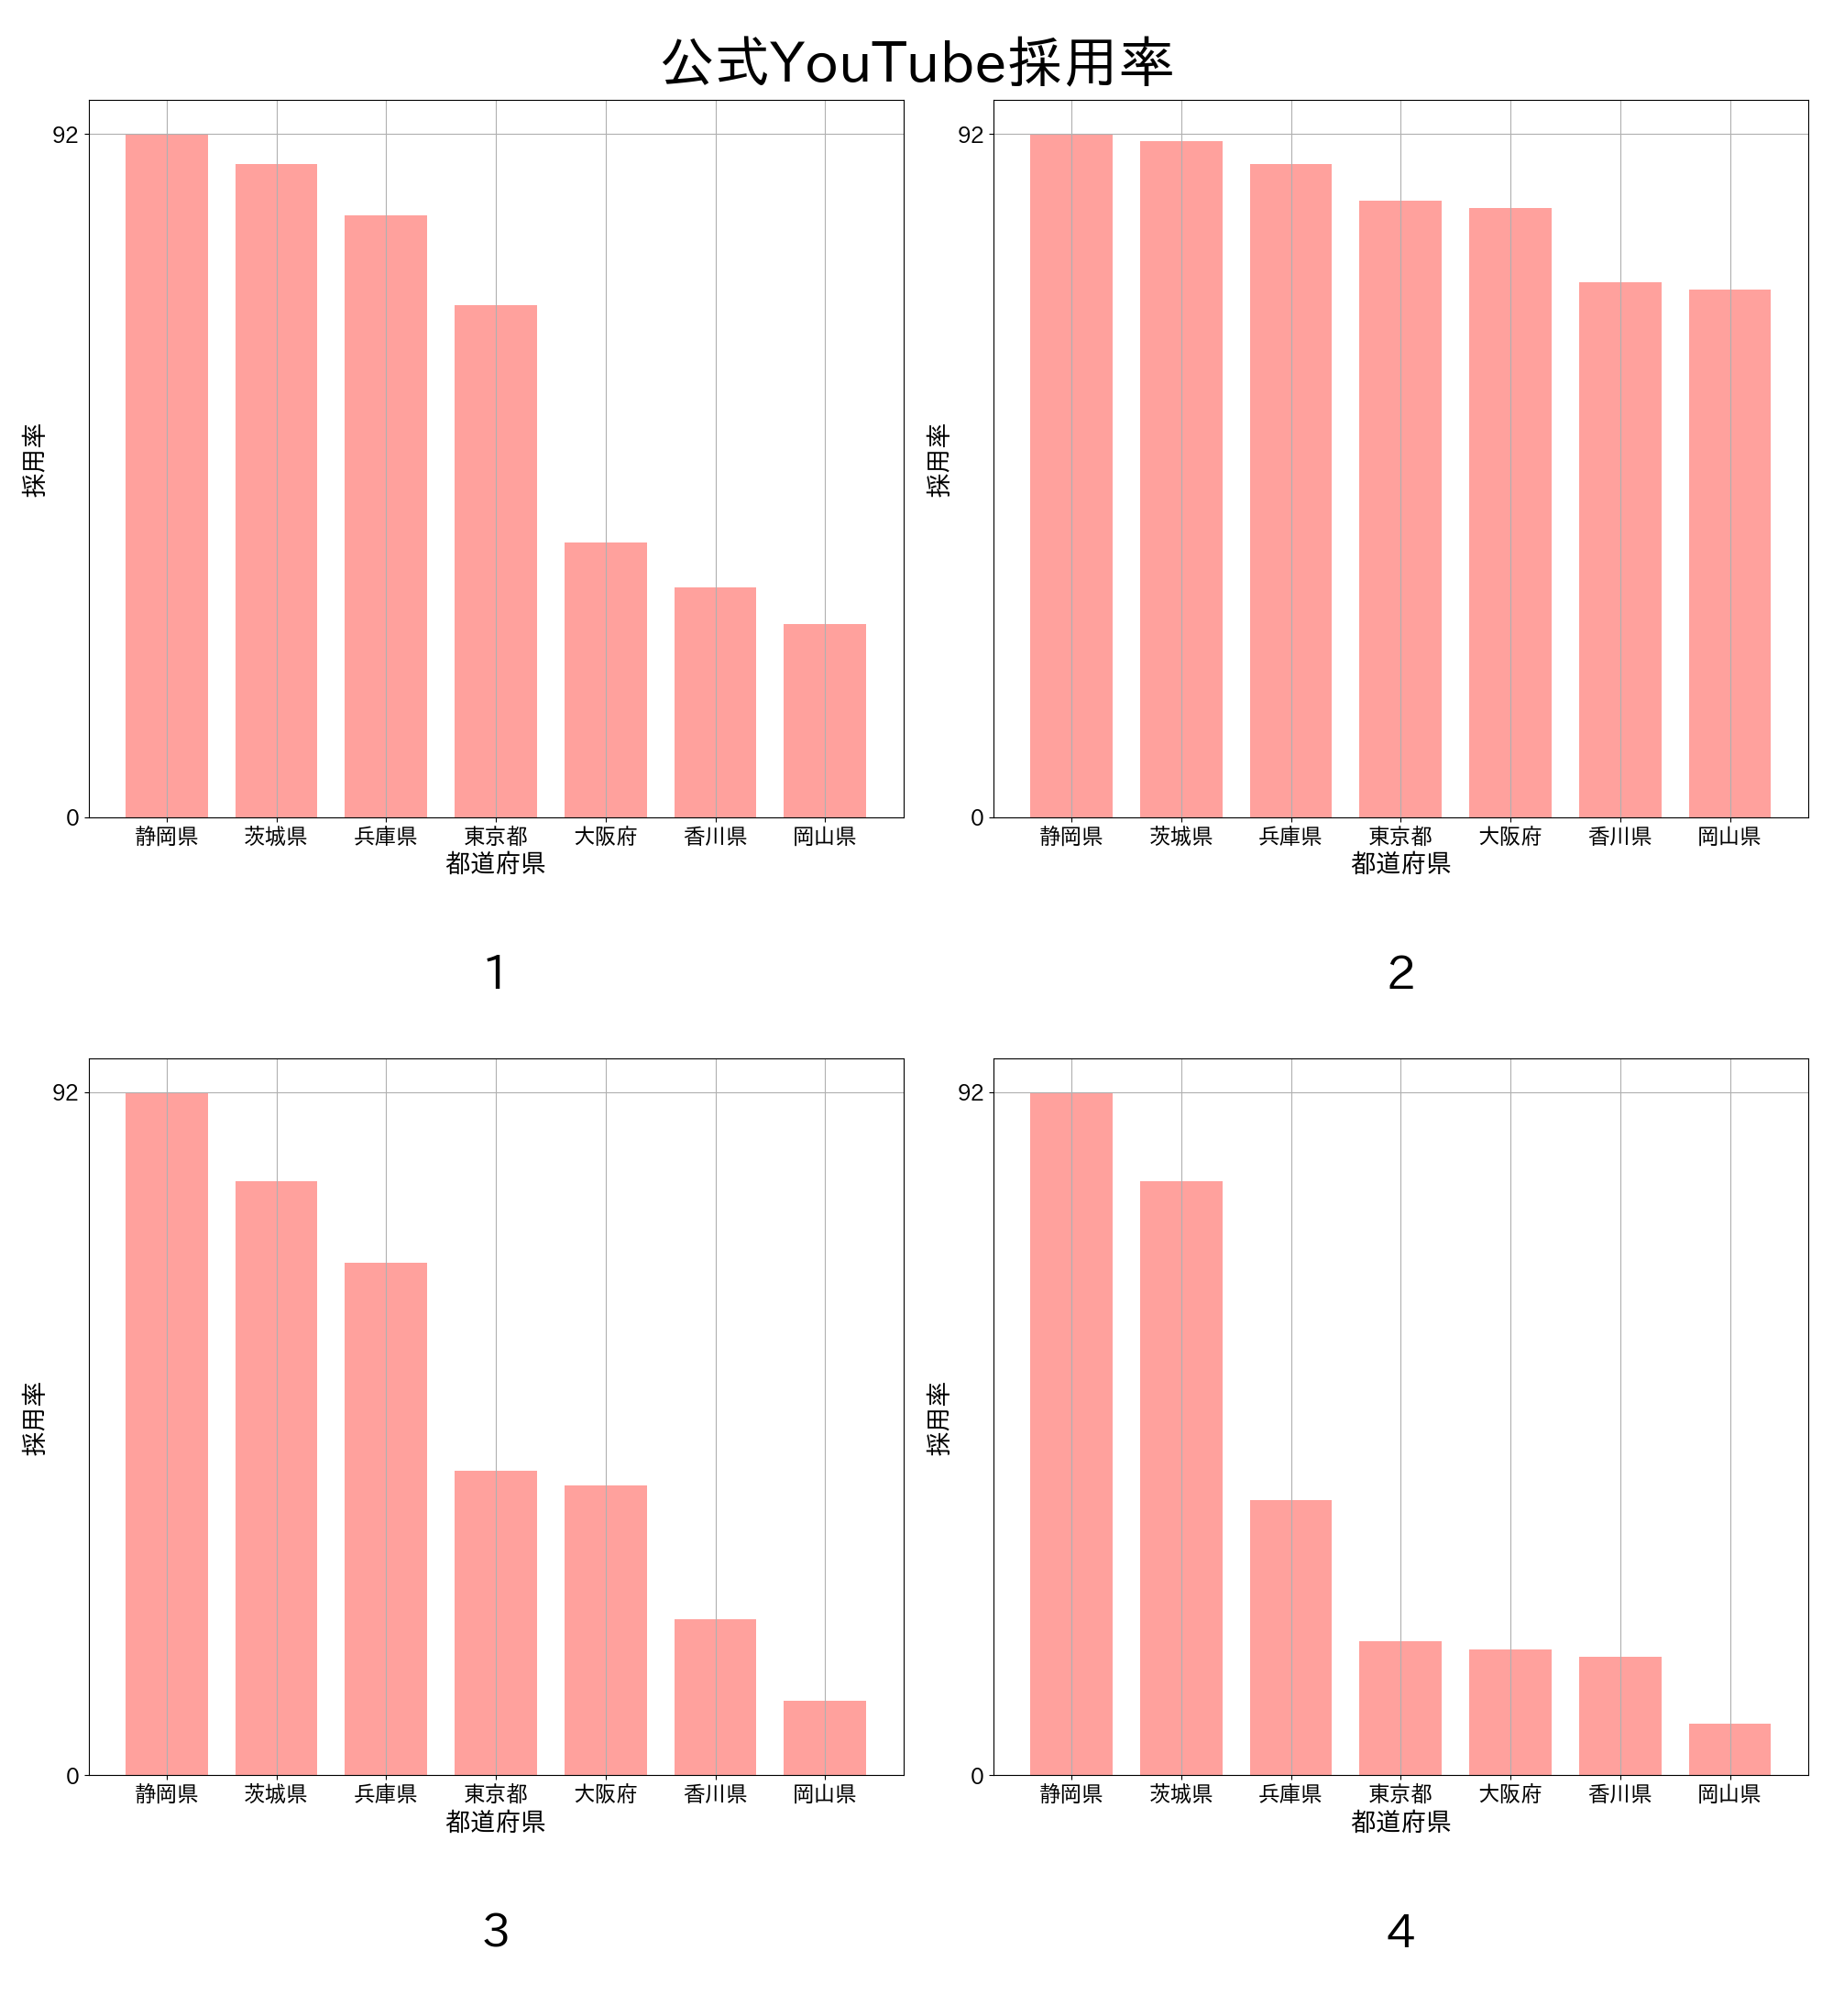 公式YouTube採用率
92
0
採用率
静岡県 茨城県 兵庫県 東京都 大阪府 香川県 岡山県
都道府県
1
92
0
採用率
静岡県 茨城県 兵庫県 東京都 大阪府 香川県 岡山県
都道府県
2
92
0
採用率
静岡県 茨城県 兵庫県 東京都 大阪府 香川県 岡山県
都道府県
3
92
0
採用率
静岡県 茨城県 兵庫県 東京都 大阪府 香川県 岡山県
都道府県
4